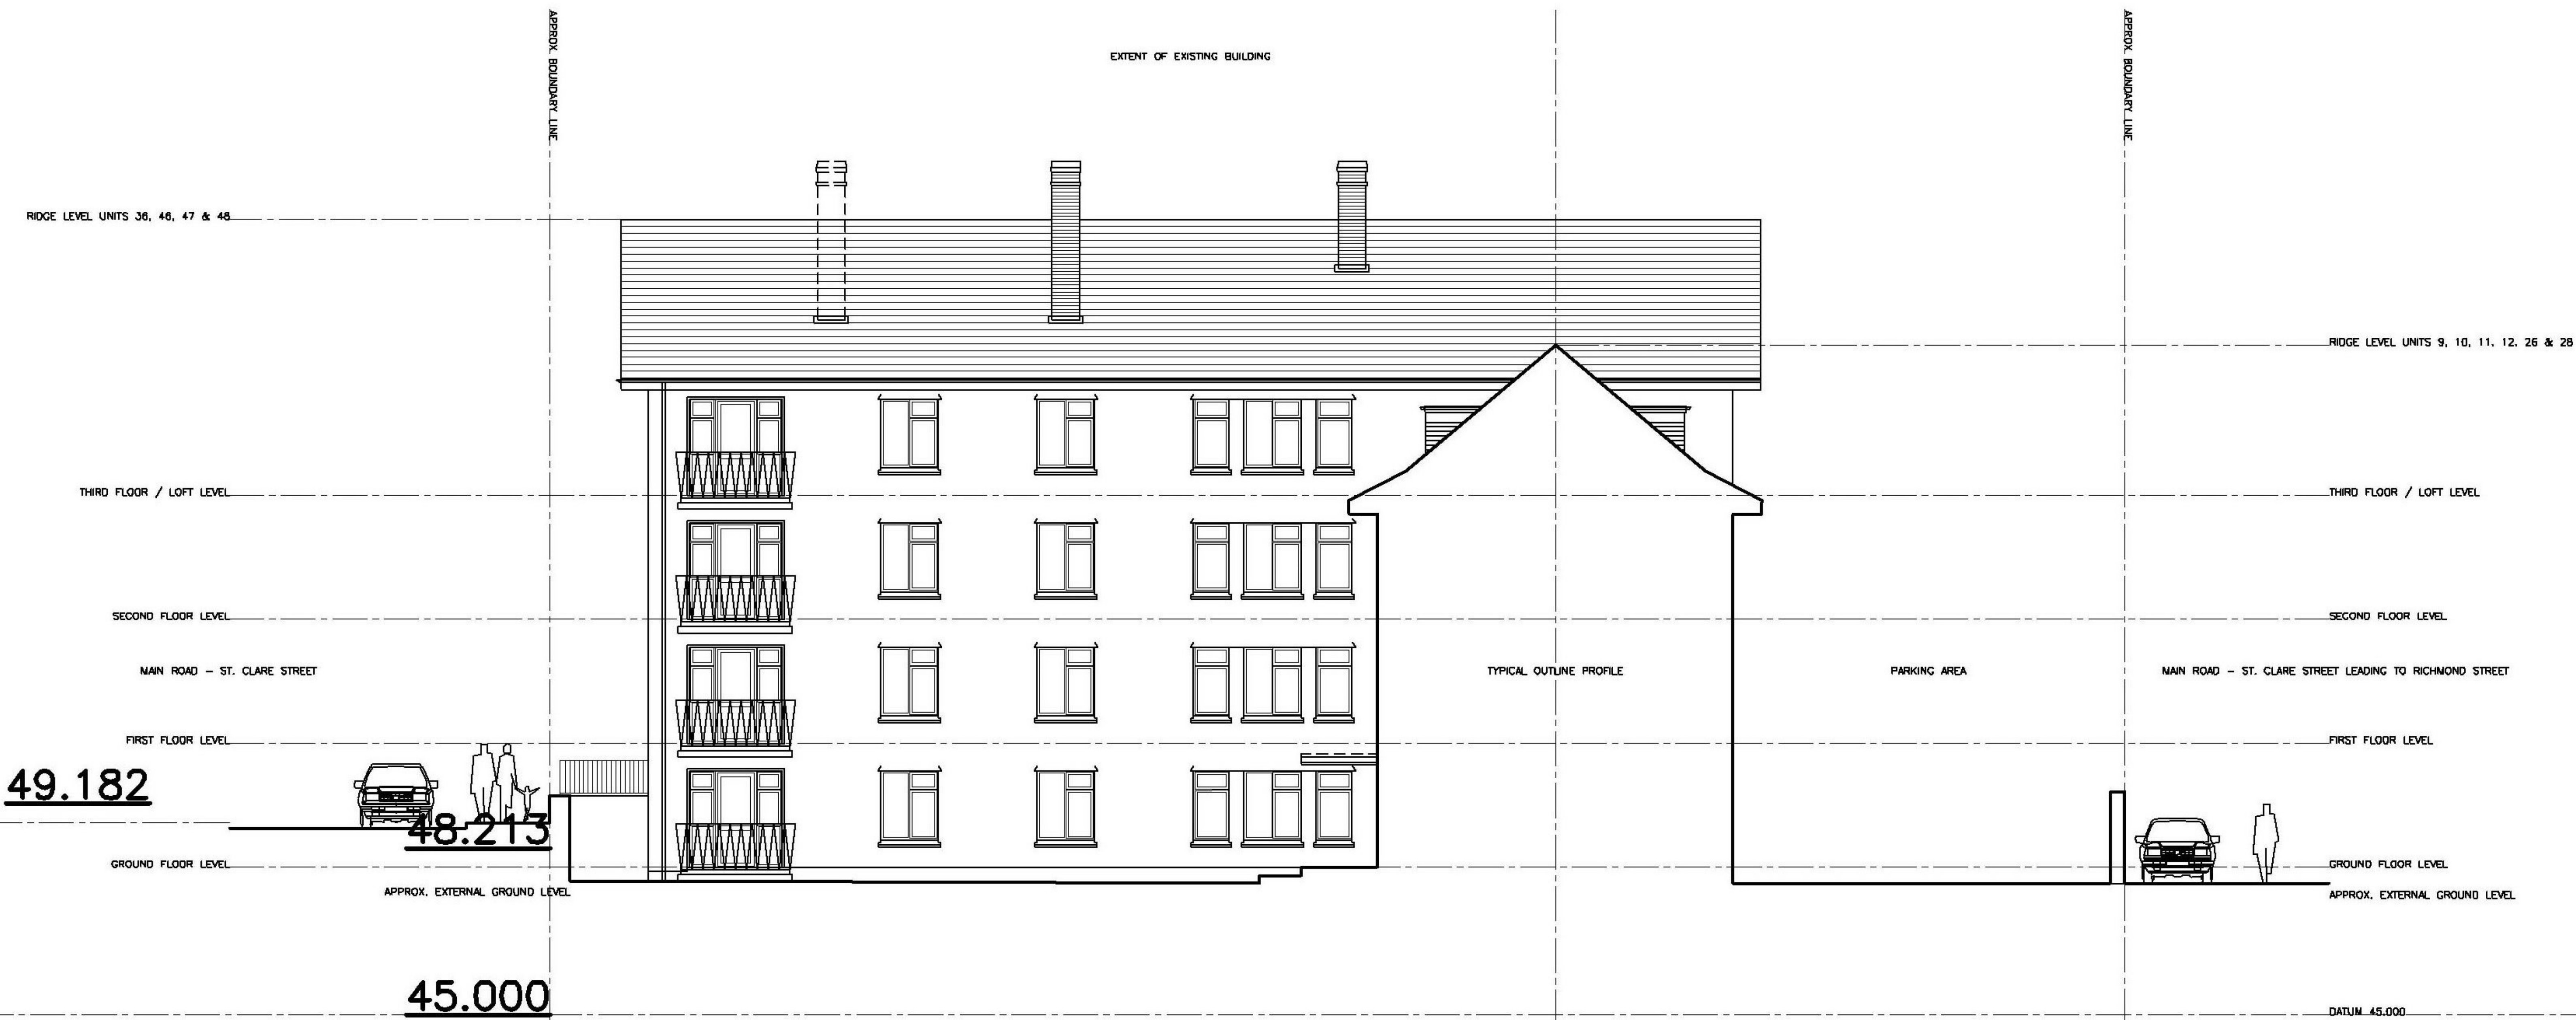 APPROX. BOUNDARY LINE
EXTENT OF EXISTING BUILDING
APPROX. BOUNDARY LINE
RIDGE LEVEL UNITS 36, 46, 47 & 48
RIDGE LEVEL UNITS 9, 10, 11, 12, 26 & 28
THIRD FLOOR / LOFT LEVEL
THIRD FLOOR / LOFT LEVEL
SECOND FLOOR LEVEL
SECOND FLOOR LEVEL
MAIN ROAD - ST. CLARE STREET
TYPICAL OUTLINE PROFILE
PARKING AREA
MAIN ROAD - ST. CLARE STREET LEADING TO RICHMOND STREET
FIRST FLOOR LEVEL
FIRST FLOOR LEVEL
49.182
48.213
GROUND FLOOR LEVEL
GROUND FLOOR LEVEL
APPROX. EXTERNAL GROUND LEVEL
APPROX. EXTERNAL GROUND LEVEL
45.000
DATUM 45.000